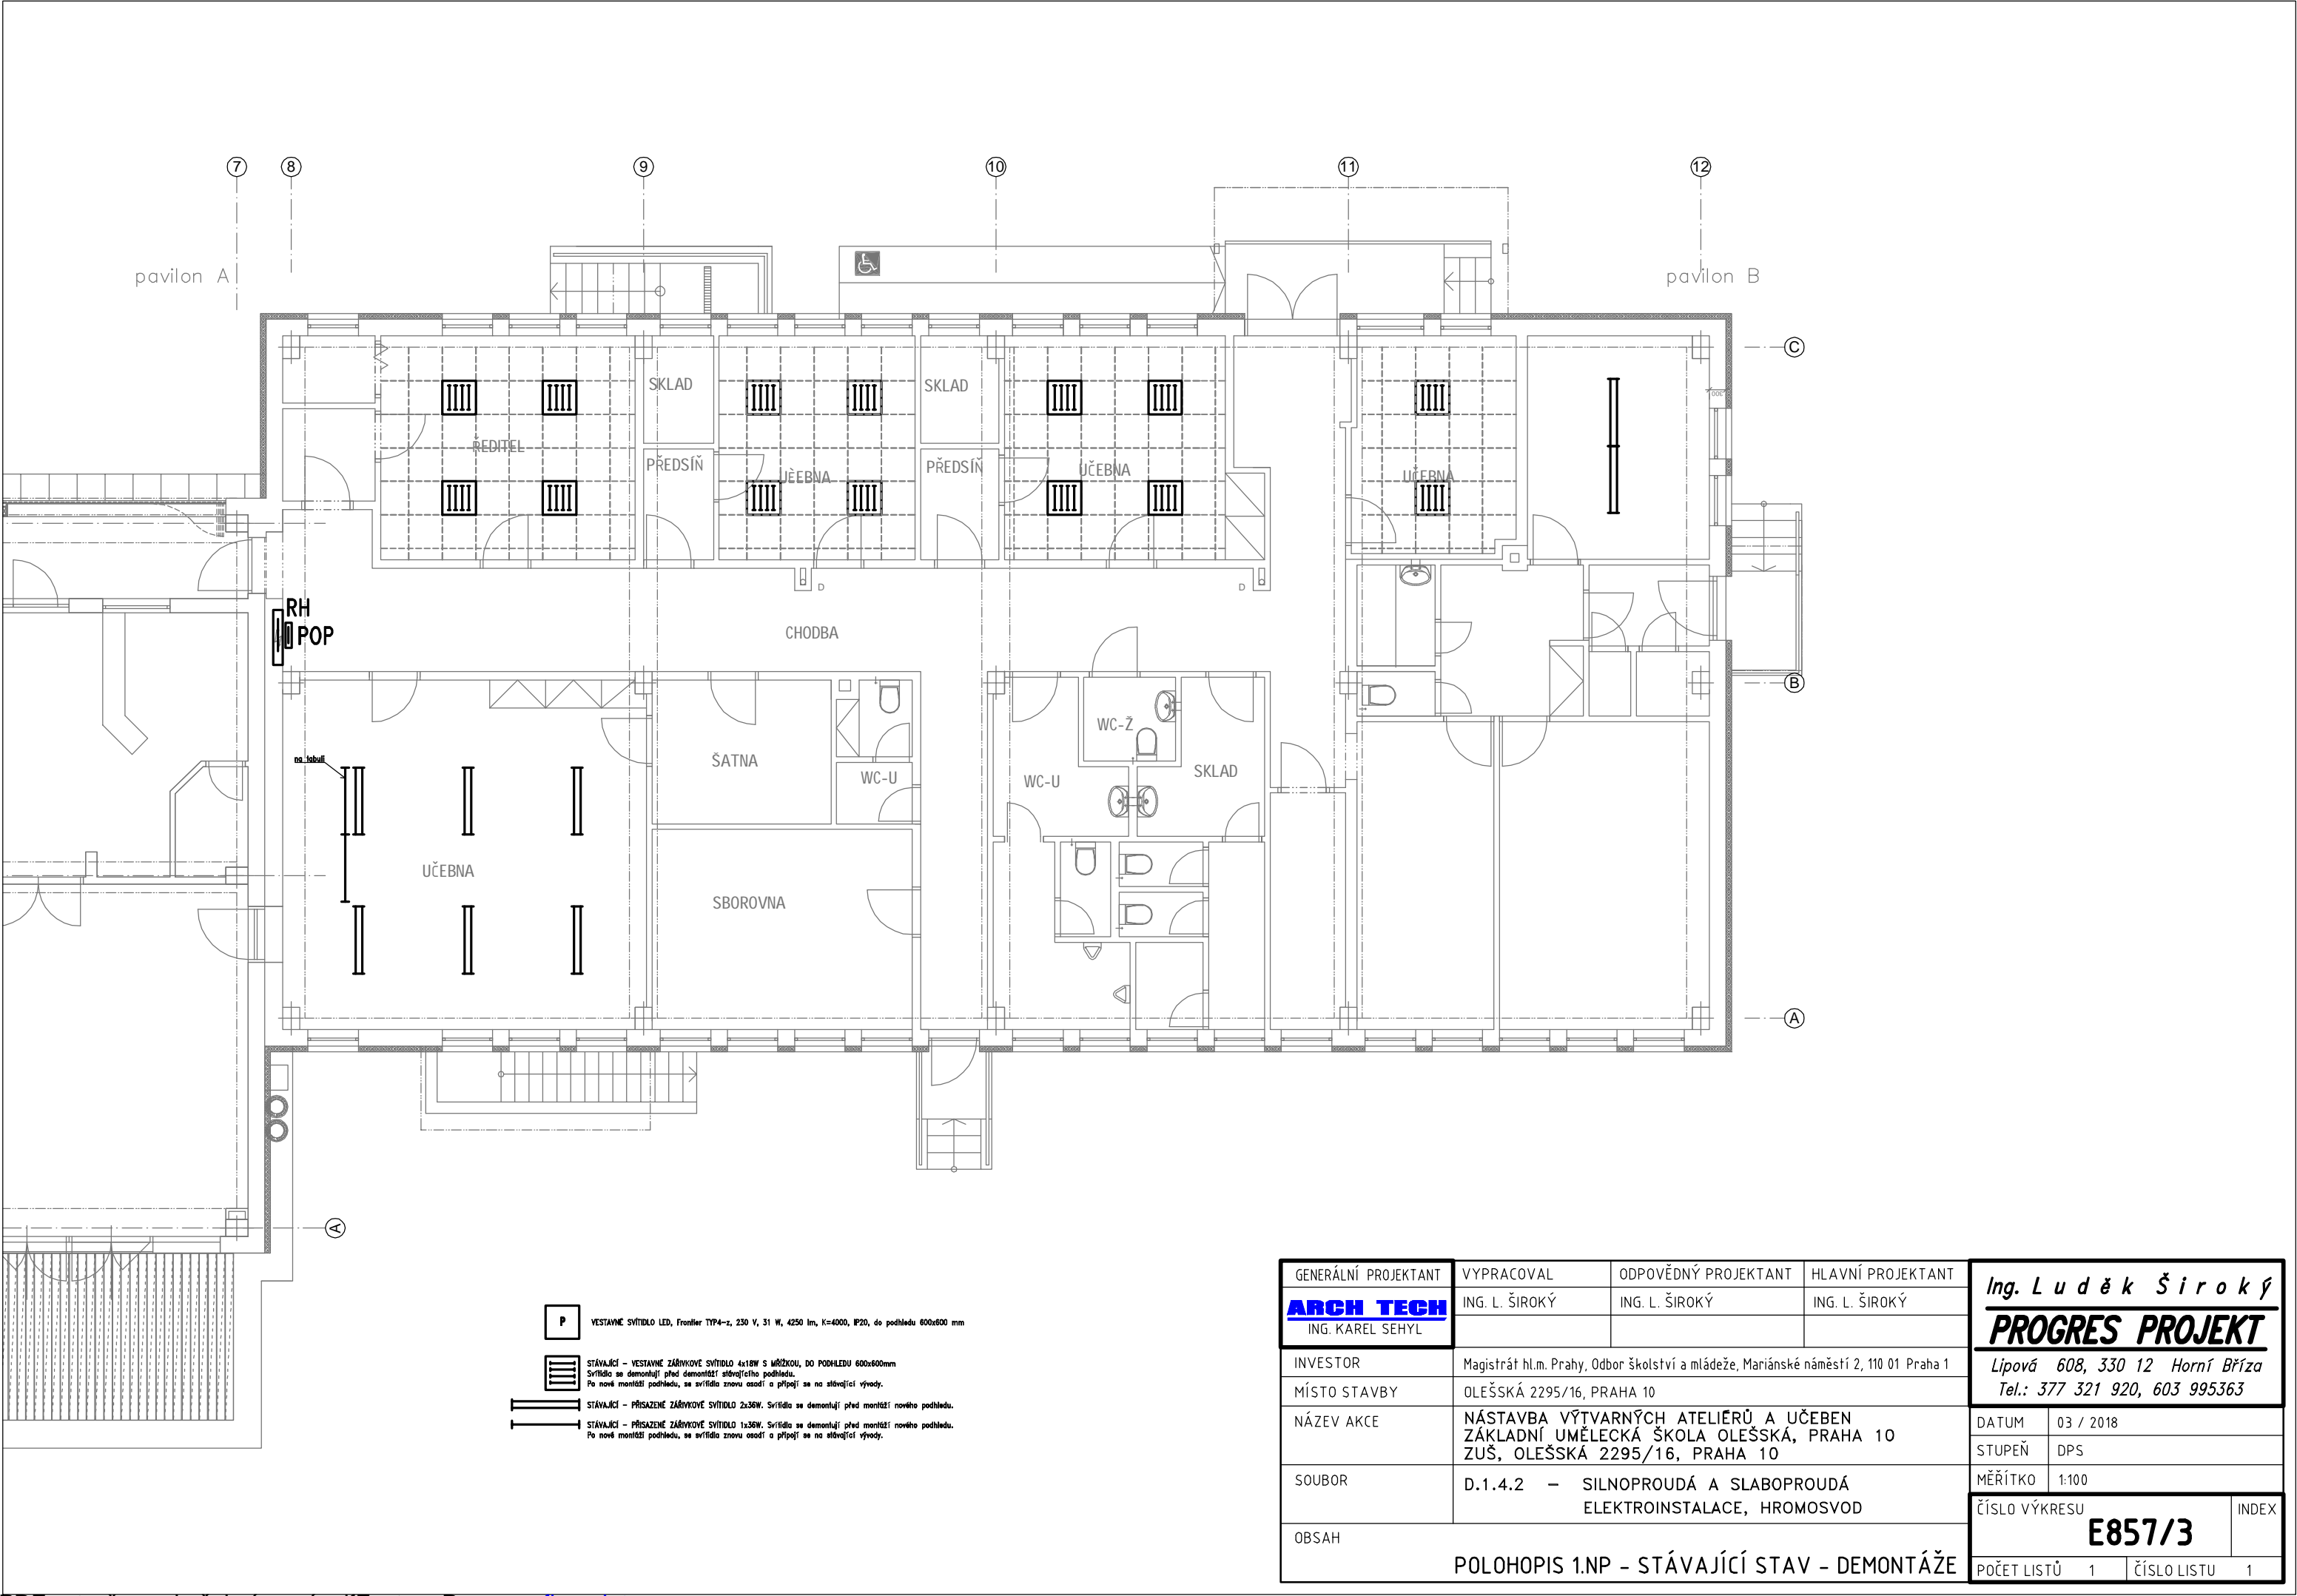 7
8
9
10
11
12
pavilon A
pavilon B
C
SKLAD
SKLAD
300
ŘEDITEL
PŘEDSÍŇ
UÈEBNA
PŘEDSÍŇ
UČEBNA
UČEBNA
D
D
RH
POP
CHODBA
B
WC-Ž
na tabuli
ŠATNA
WC-U
WC-U
SKLAD
UČEBNA
SBOROVNA
A
A
P
VESTAVNÉ SVÍTIDLO LED, Frontier TYP4-z, 230 V, 31 W, 4250 lm, K=4000, IP20, do podhledu 600x600 mm
STÁVAJÍCÍ - VESTAVNÉ ZÁŘIVKOVÉ SVÍTIDLO 4x18W S MŘÍŽKOU, DO PODHLEDU 600x600mm
Svítidla se demontují před demontáží stávajícího podhledu.
Po nové montáži podhledu, se svítidla znovu osadí a připojí se na stávající vývody.
STÁVAJÍCÍ - PŘISAZENÉ ZÁŘIVKOVÉ SVÍTIDLO 2x36W. Svítidla se demontují před montáží nového podhledu.
STÁVAJÍCÍ - PŘISAZENÉ ZÁŘIVKOVÉ SVÍTIDLO 1x36W. Svítidla se demontují před montáží nového podhledu.
Po nové montáži podhledu, se svítidla znovu osadí a připojí se na stávající vývody.
GENERÁLNÍ PROJEKTANT
VYPRACOVAL
ODPOVĚDNÝ PROJEKTANT
HLAVNÍ PROJEKTANT
ARCH TECH
ING. KAREL SEHYL
ING. L. ŠIROKÝ
ING. L. ŠIROKÝ
ING. L. ŠIROKÝ
Ing. Luděk Široký
PROGRES PROJEKT
Lipová 608, 330 12 Horní Bříza
Tel.: 377 321 920, 603 995363
INVESTOR
Magistrát hl.m. Prahy, Odbor školství a mládeže, Mariánské náměstí 2, 110 01 Praha 1
MÍSTO STAVBY
OLEŠSKÁ 2295/16, PRAHA 10
NÁZEV AKCE
NÁSTAVBA VÝTVARNÝCH ATELIÉRŮ A UČEBEN
ZÁKLADNÍ UMĚLECKÁ ŠKOLA OLEŠSKÁ, PRAHA 10
ZUŠ, OLEŠSKÁ 2295/16, PRAHA 10
DATUM 03 / 2018
STUPEŇ DPS
MĚŘÍTKO 1:100
SOUBOR
D.1.4.2 - SILNOPROUDÁ A SLABOPROUDÁ
ELEKTROINSTALACE, HROMOSVOD
OBSAH
POLOHOPIS 1.NP - STÁVAJÍCÍ STAV - DEMONTÁŽE
ČÍSLO VÝKRESU
INDEX
E857/3
POČET LISTŮ 1
ČÍSLO LISTU 1